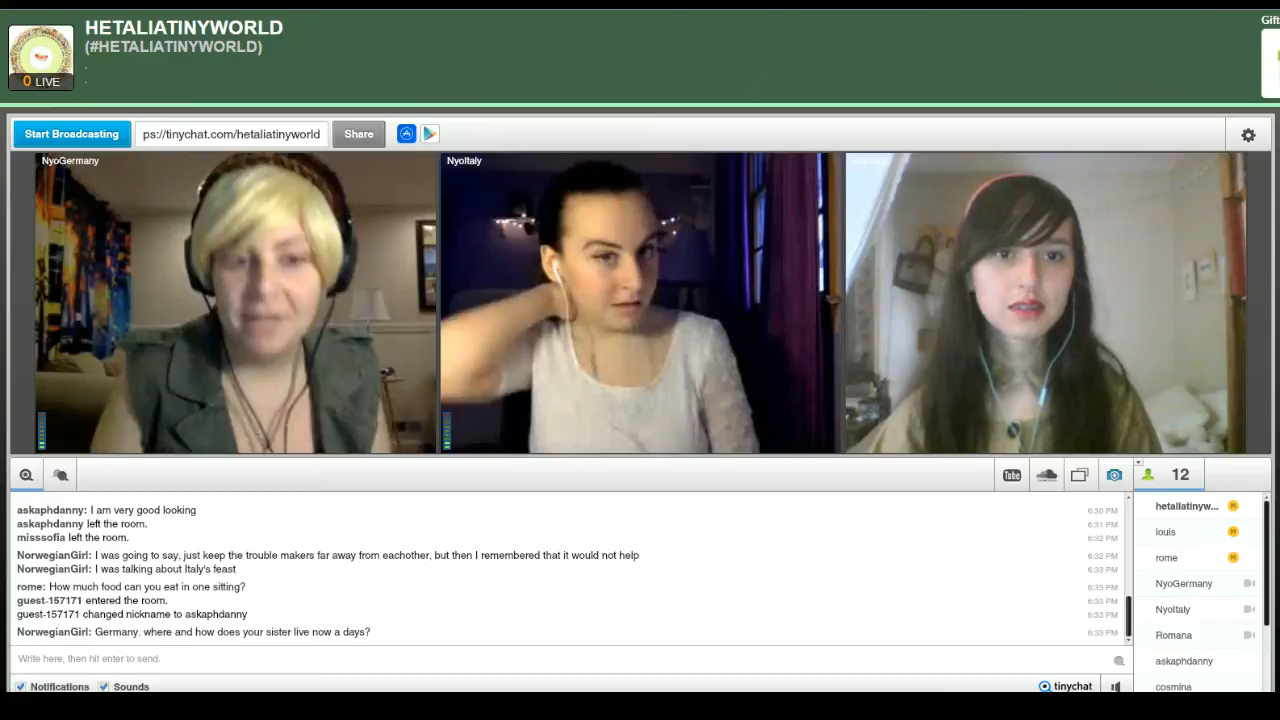 HETALIATINYWORLD
(#HETALIATINYWORLD)
Gift
0 LIVE
Start Broadcasting
ps://tinychat.com/hetaliatinyworld
Share
NyoGermany
NyoItaly
Romana
You Tube
12
askaphdanny: I am very good looking 6:30 PM
askaphdanny left the room. 6:31 PM
misssofia left the room. 6:32 PM
NorwegianGirl: I was going to say, just keep the trouble makers far away from eachother, but then I remembered that it would not help 6:32 PM
NorwegianGirl: I was talking about Italy's feast 6:33 PM
rome: How much food can you eat in one sitting? 6:33 PM
guest-157171 entered the room. 6:33 PM
guest-157171 changed nickname to askaphdanny 6:33 PM
NorwegianGirl: Germany, where and how does your sister live now a days? 6:33 PM
Write here, then hit enter to send.
Notifications
Sounds
tinychat
hetaliatinyw...
louis
rome
NyoGermany
NyoItaly
Romana
askaphdanny
cosmina